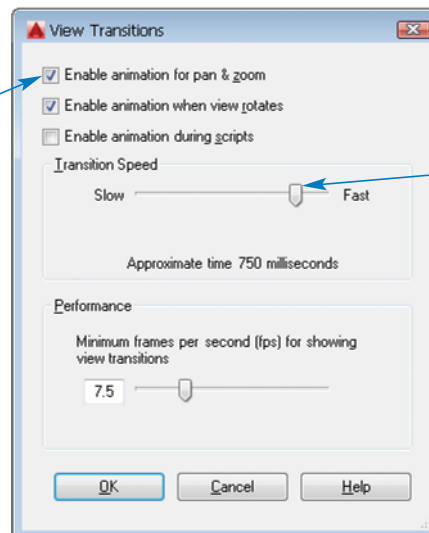 View Transitions
Enable animation for pan & zoom
Enable animation when view rotates
Enable animation during scripts
Transition Speed
Slow Fast
Approximate time 750 milliseconds
Performance
Minimum frames per second (fps) for showing
view transitions
7.5
OK Cancel Help